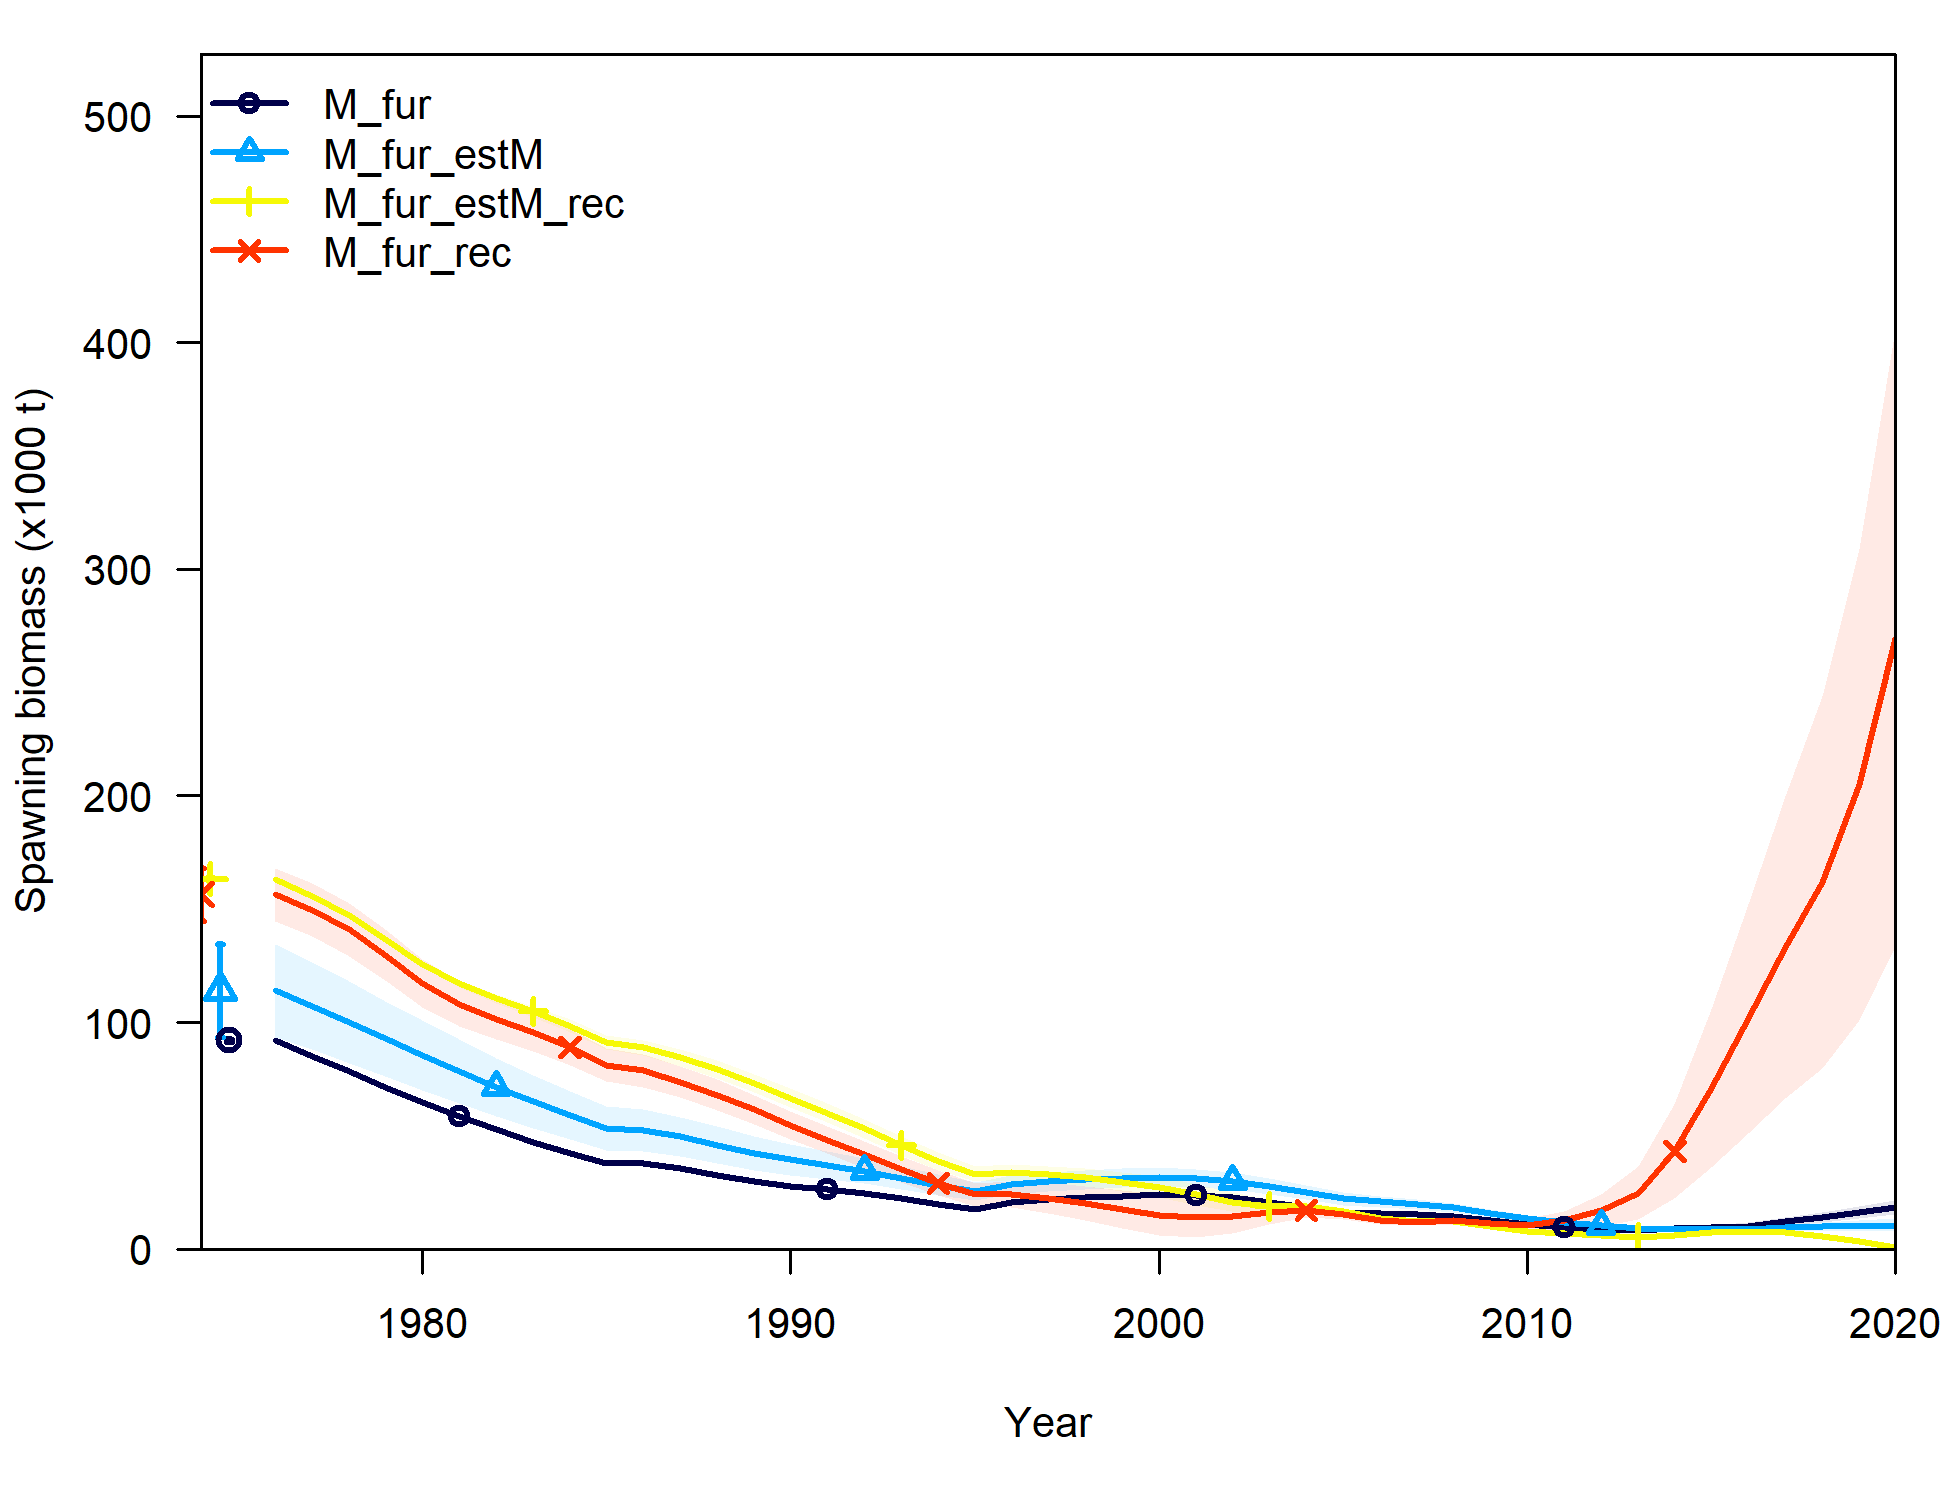 M_fur
M_fur_estM
M_fur_estM_rec
M_fur_rec
500
400
300
200
100
0
Spawning biomass (x1000 t)
1980 1990 2000 2010 2020
Year